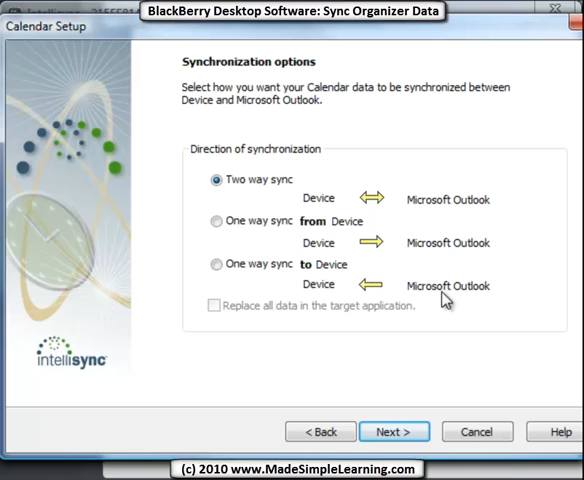 BlackBerry Desktop Software: Sync Organizer Data
Calendar Setup
Synchronization options
Select how you want your Calendar data to be synchronized between
Device and Microsoft Outlook.
Direction of synchronization
Two way sync
Device Microsoft Outlook
One way sync from Device
Device Microsoft Outlook
One way sync to Device
Device Microsoft Outlook
Replace all data in the target application.
intellisync
< Back Next > Cancel Help
(c) 2010 www.MadeSimpleLearning.com